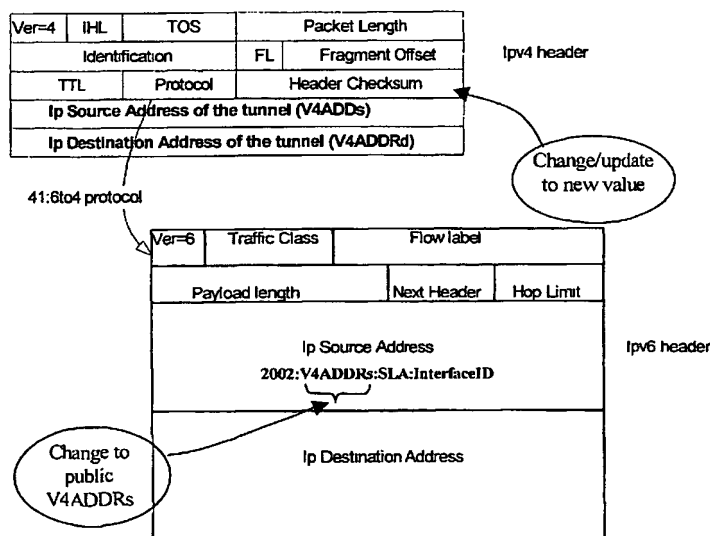 Ver=4 IHL TOS Packet Length
Identification FL Fragment Offset
Ipv4 header
TTL Protocol Header Checksum
Ip Source Address of the tunnel (V4ADDs)
Ip Destination Address of the tunnel (V4ADDRd)
Change/update
to new value
41:6to4 protocol
Ver=6 Traffic Class Flow label
Payload length Next Header Hop Limit
Ip Source Address
Ipv6 header
2002:V4ADDRs:SLA:InterfaceID
Change to
public
V4ADDRs
Ip Destination Address